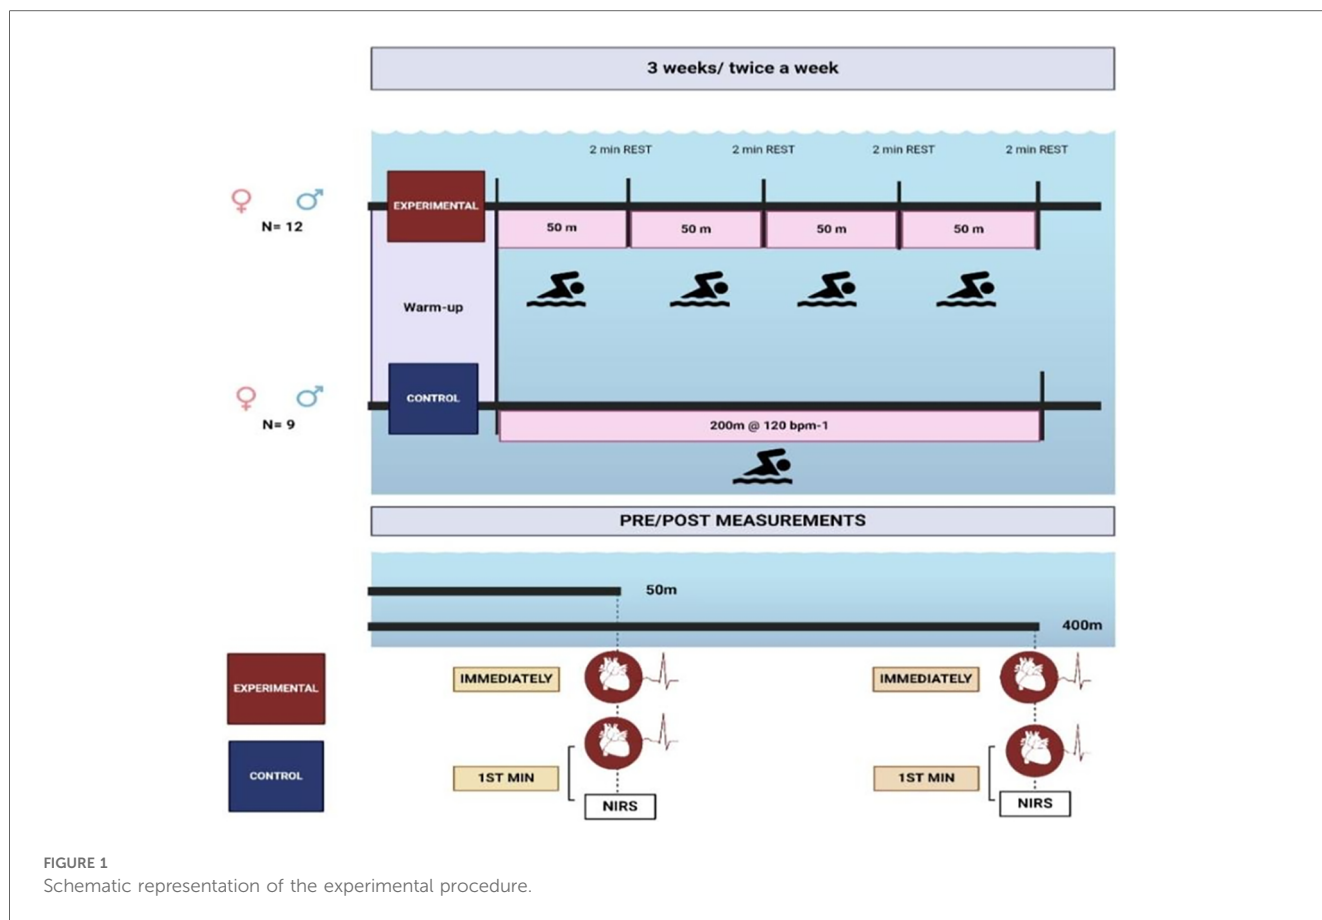 3 weeks/ twice a week
2 min REST
2 min REST
2 min REST
2 min REST
EXPERIMENTAL
N= 12
50 m
50 m
50 m
50 m
Warm-up
CONTROL
N= 9
200m @ 120 bpm-1
PRE/POST MEASUREMENTS
50m
400m
EXPERIMENTAL
IMMEDIATELY
IMMEDIATELY
CONTROL
1ST MIN
1ST MIN
NIRS
NIRS
FIGURE 1
Schematic representation of the experimental procedure.